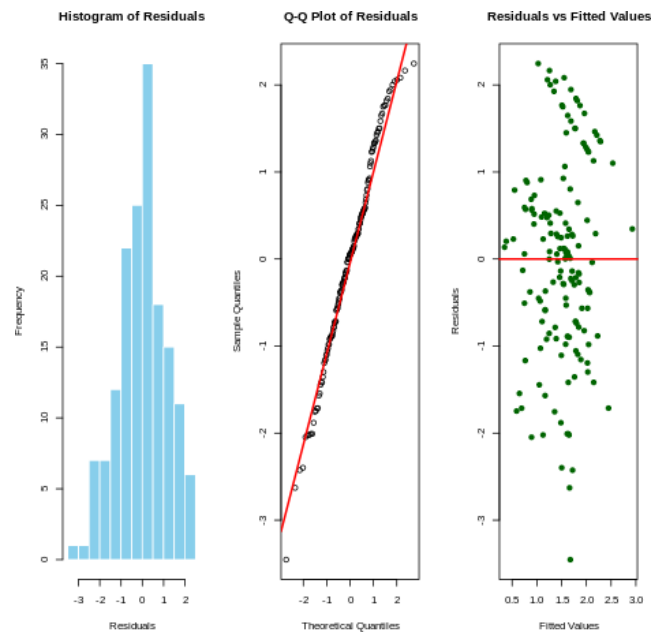 Histogram of Residuals
Frequency
0 5 10 15 20 25 30 35
-3 -2 -1 0 1 2
Residuals
Q-Q Plot of Residuals
Sample Quantiles
-3 -2 -1 0 1 2
-2 -1 0 1 2
Theoretical Quantiles
Residuals vs Fitted Values
Residuals
-3 -2 -1 0 1 2
0.5 1.0 1.5 2.0 2.5 3.0
Fitted Values